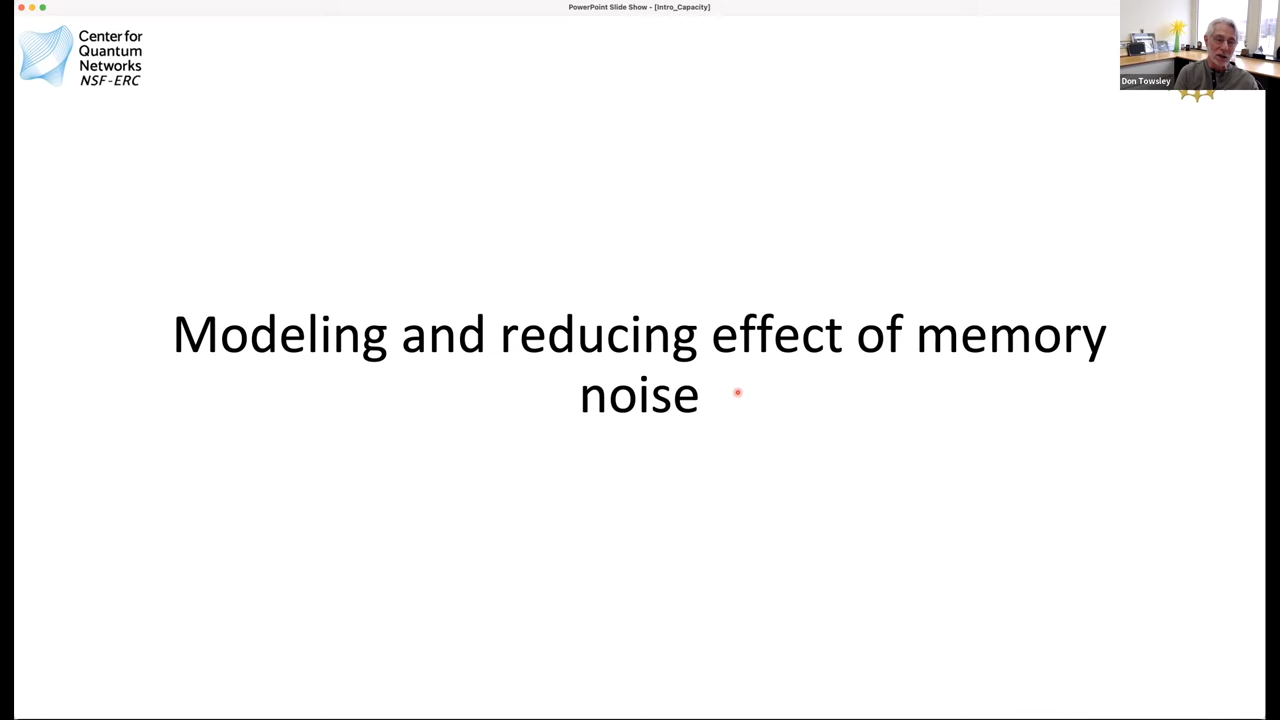 PowerPoint Slide Show - [Intro_Capacity]
Center for
Quantum
Networks
NSF-ERC
Don Towsley
Modeling and reducing effect of memory
noise